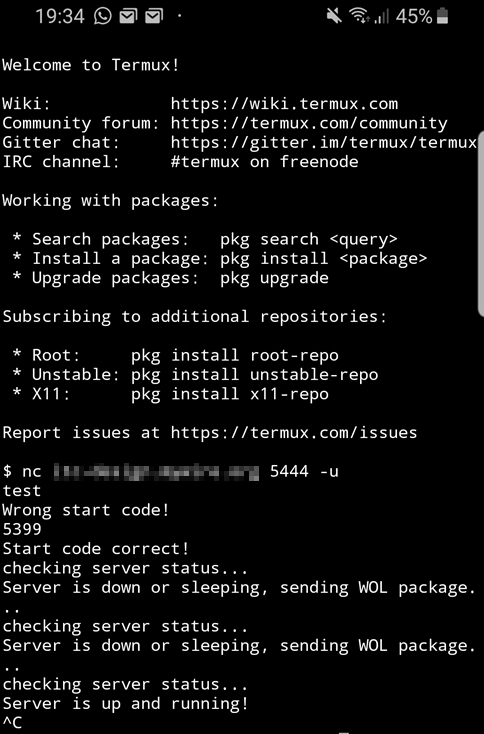 19:34 45%
Welcome to Termux!
Wiki: https://wiki.termux.com
Community forum: https://termux.com/community
Gitter chat: https://gitter.im/termux/termux
IRC channel: #termux on freenode
Working with packages:
* Search packages: pkg search <query>
* Install a package: pkg install <package>
* Upgrade packages: pkg upgrade
Subscribing to additional repositories:
* Root: pkg install root-repo
* Unstable: pkg install unstable-repo
* X11: pkg install x11-repo
Report issues at https://termux.com/issues
$ nc 5444 -u
test
Wrong start code!
5399
Start code correct!
checking server status...
Server is down or sleeping, sending WOL package.
..
checking server status...
Server is down or sleeping, sending WOL package.
..
checking server status...
Server is up and running!
^C